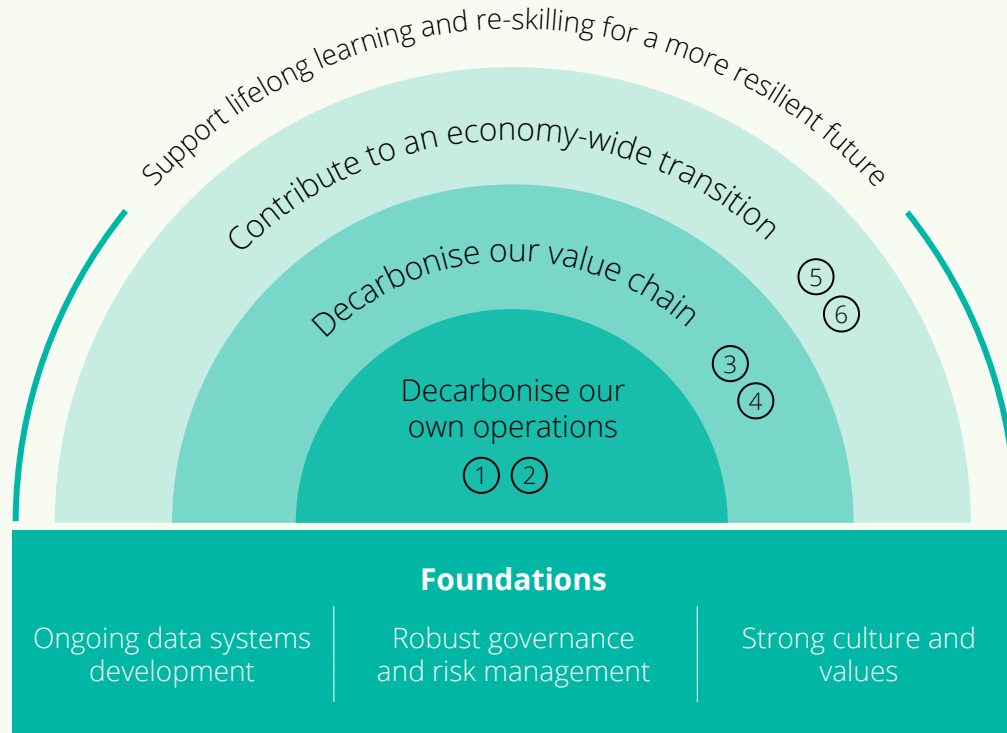 Support lifelong learning and re-skilling for a more resilient future
Contribute to an economy-wide transition
5
6
Decarbonise our value chain
3
4
Decarbonise our
own operations
1 2
Foundations
Ongoing data systems
development
Robust governance
and risk management
Strong culture and
values